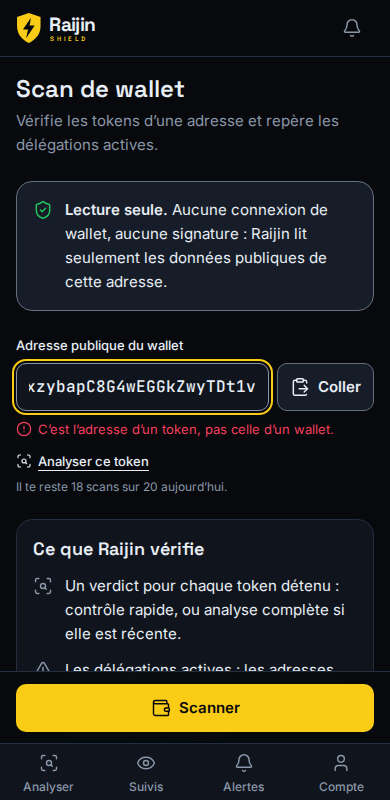 Raijin
SHIELD
Scan de wallet
Vérifie les tokens d’une adresse et repère les
délégations actives.
Lecture seule. Aucune connexion de
wallet, aucune signature : Raijin lit
seulement les données publiques de
cette adresse.
Adresse publique du wallet
xzybapC8G4wEGGkZwyTDt1v
Coller
C’est l’adresse d’un token, pas celle d’un wallet.
Analyser ce token
Il te reste 18 scans sur 20 aujourd’hui.
Ce que Raijin vérifie
Un verdict pour chaque token détenu :
contrôle rapide, ou analyse complète si
elle est récente.
Les délégations actives : les adresses
Scanner
Analyser
Suivis
Alertes
Compte